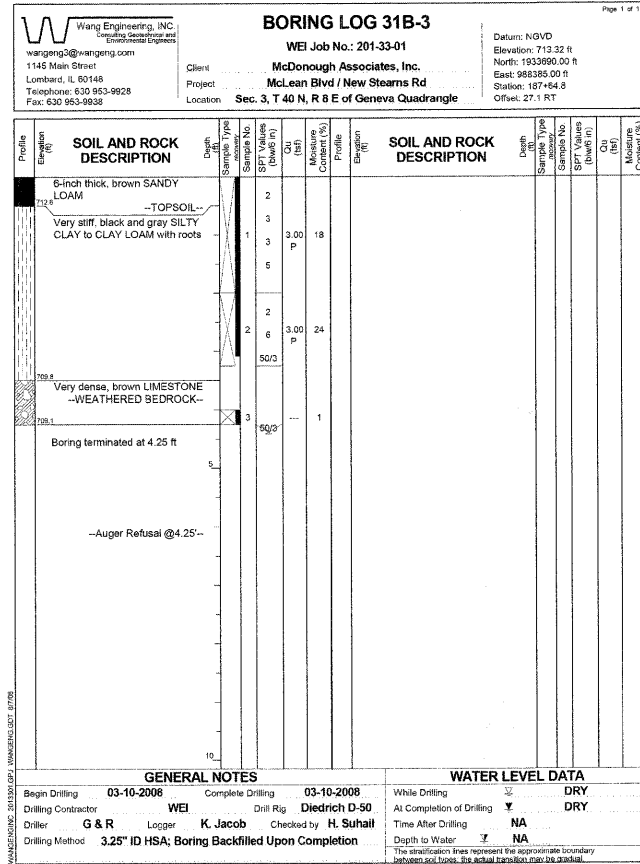 Page 1 of 1
Wang Engineering, INC.
Consulting Geotechnical and
Environmental Engineers
wangeng3@wangeng.com
1145 Main Street
Lombard, IL 60148
Telephone: 630 953-9928
Fax: 630 953-9938
BORING LOG 31B-3
WEI Job No.: 201-33-01
Client McDonough Associates, Inc.
Project McLean Blvd / New Stearns Rd
Location Sec. 3, T 40 N, R 8 E of Geneva Quadrangle
Datum: NGVD
Elevation: 713.32 ft
North: 1933690.00 ft
East: 988385.00 ft
Station: 187+64.8
Offset: 27.1 RT
Profile Elevation (ft) SOIL AND ROCK DESCRIPTION Depth (ft) Sample Type recovery Sample No. SPT Values (blw/6 in) Qu (tsf) Moisture Content (%)
Profile Elevation (ft) SOIL AND ROCK DESCRIPTION Depth (ft) Sample Type recovery Sample No. SPT Values (blw/6 in) Qu (tsf) Moisture Content (%)
6-inch thick, brown SANDY
LOAM
712.8 --TOPSOIL--
Very stiff, black and gray SILTY
CLAY to CLAY LOAM with roots
2
3
1 3 3.00 P 18
5
2
2 6 3.00 P 24
50/3
709.8
Very dense, brown LIMESTONE
--WEATHERED BEDROCK--
3 --- 1
709.1 50/3
Boring terminated at 4.25 ft
5
--Auger Refusal @4.25'--
10
GENERAL NOTES
Begin Drilling 03-10-2008 Complete Drilling 03-10-2008
Drilling Contractor WEI Drill Rig Diedrich D-50
Driller G & R Logger K. Jacob Checked by H. Suhail
Drilling Method 3.25" ID HSA; Boring Backfilled Upon Completion
WATER LEVEL DATA
While Drilling DRY
At Completion of Drilling DRY
Time After Drilling NA
Depth to Water NA
The stratification lines represent the approximate boundary
between soil types; the actual transition may be gradual.
WANGENGINC 2013301.GPJ WANGENG.GDT 8/7/08